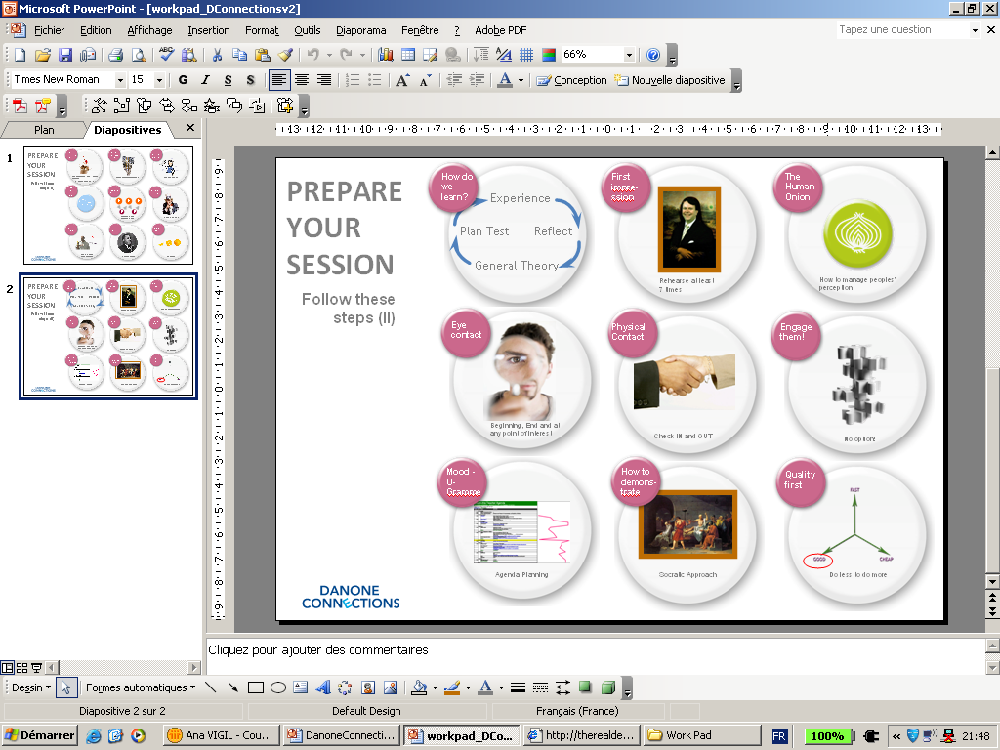 Microsoft PowerPoint - [workpad_DConnectionsv2]
Fichier Edition Affichage Insertion Format Outils Diaporama Fenêtre ? Adobe PDF
Tapez une question
66%
Times New Roman 15 G I S S
Conception Nouvelle diapositive
Plan Diapositives
1
2
PREPARE
YOUR
SESSION
Follow these
steps (II)
How do
we
learn?
Experience
Plan Test Reflect
General Theory
First
impre-
ssion
Rehearse at least
7 times
The
Human
Onion
How to manage peoples'
perception
Eye
contact
Beginning, End and at
any point of interest
Physical
Contact
Check IN and OUT
Engage
them!
No option!
Mood -
O-
Gramme
Agenda Planning
How to
demons-
trate
Socratic Approach
Quality
first
FAST
GOOD
CHEAP
Do less to do more
DANONE
CONNECTIONS
Cliquez pour ajouter des commentaires
Dessin Formes automatiques
Diapositive 2 sur 2 Default Design Français (France)
Démarrer Ana VIGIL - Cou... DanoneConnecti... workpad_DCo... http://therealde... Work Pad FR 100% 21:48